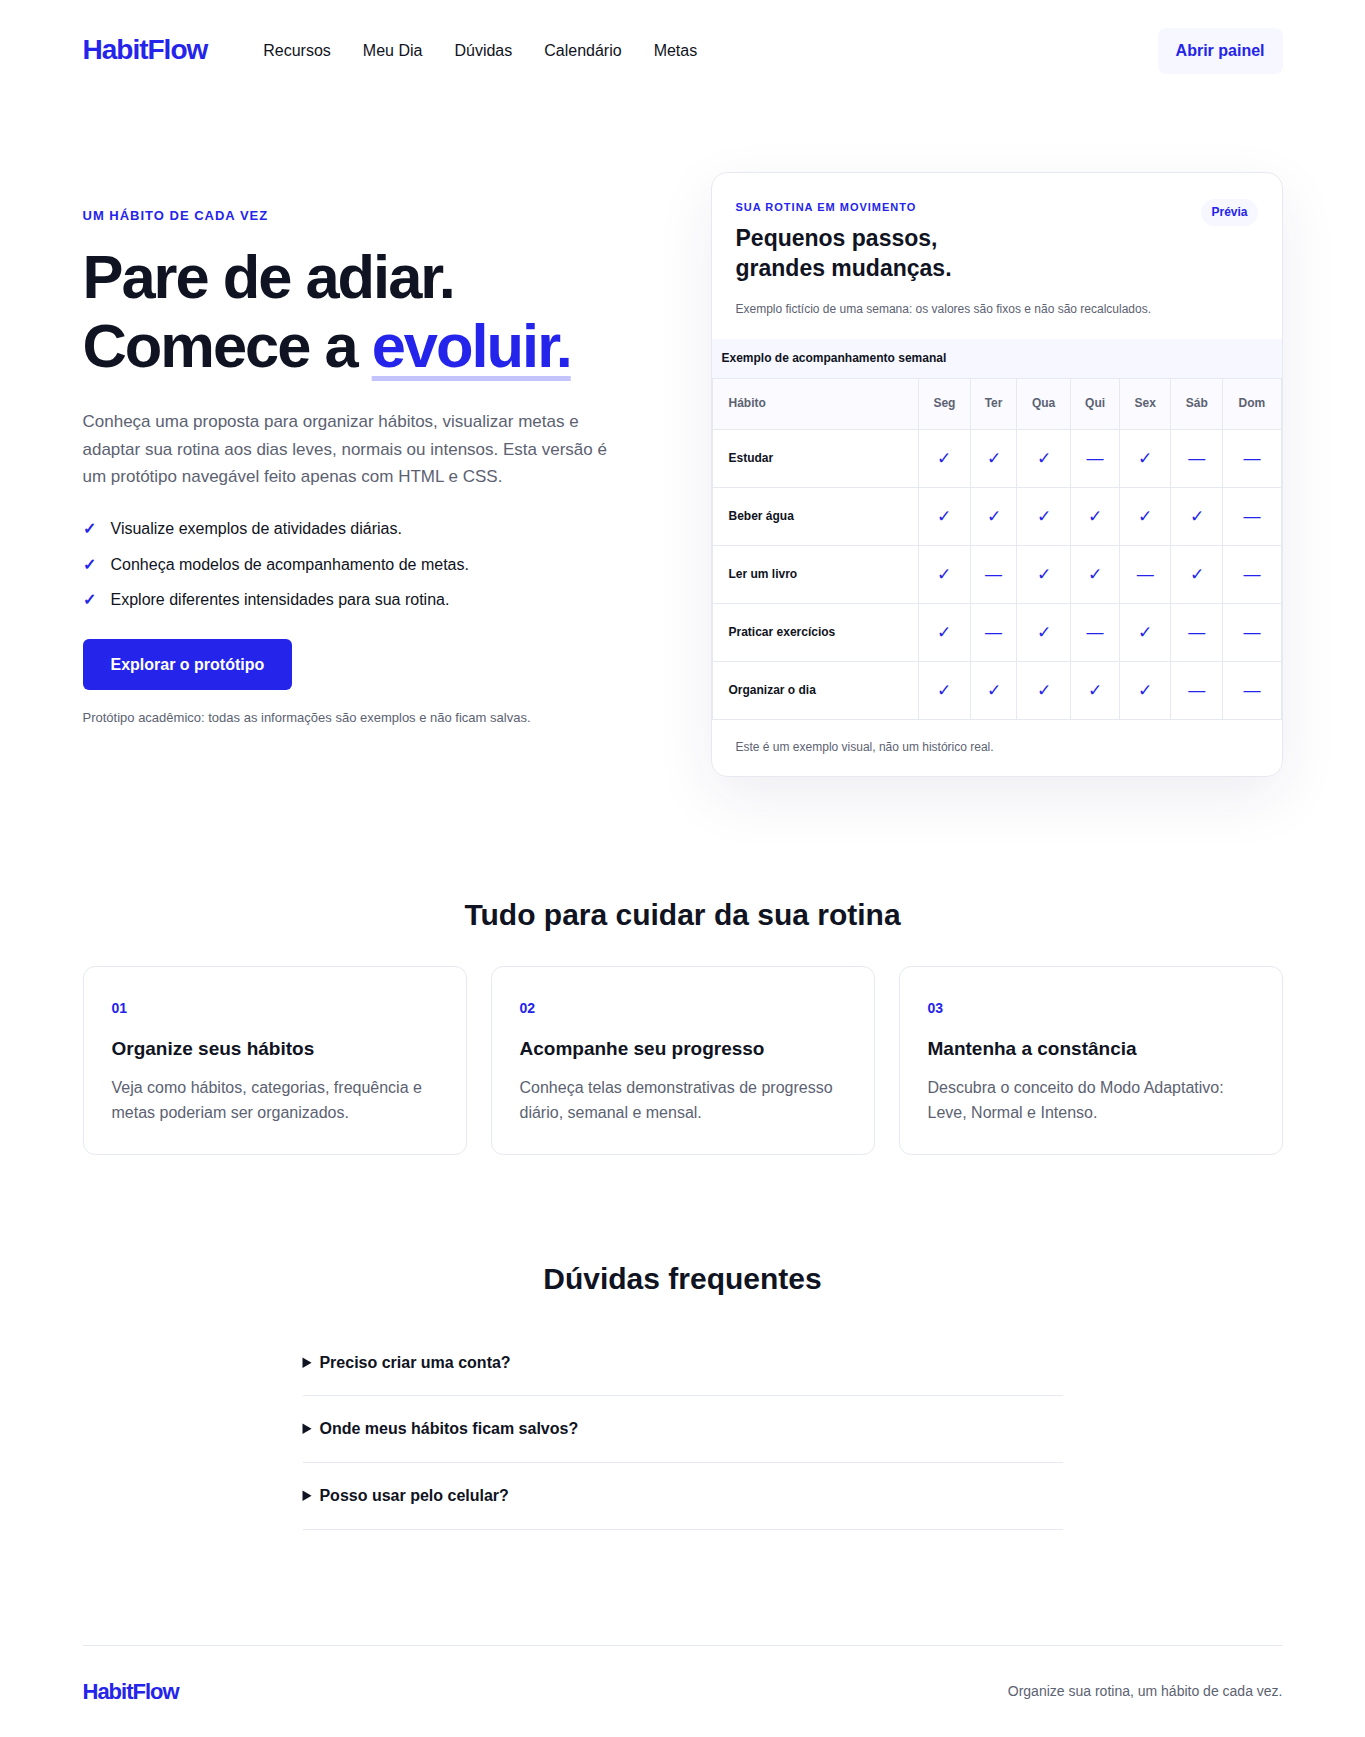 HabitFlow
Recursos Meu Dia Dúvidas Calendário Metas
Abrir painel
UM HÁBITO DE CADA VEZ
Pare de adiar.
Comece a evoluir.
Conheça uma proposta para organizar hábitos, visualizar metas e
adaptar sua rotina aos dias leves, normais ou intensos. Esta versão é
um protótipo navegável feito apenas com HTML e CSS.
✓ Visualize exemplos de atividades diárias.
✓ Conheça modelos de acompanhamento de metas.
✓ Explore diferentes intensidades para sua rotina.
Explorar o protótipo
Protótipo acadêmico: todas as informações são exemplos e não ficam salvas.
SUA ROTINA EM MOVIMENTO
Prévia
Pequenos passos,
grandes mudanças.
Exemplo fictício de uma semana: os valores são fixos e não são recalculados.
Exemplo de acompanhamento semanal
Hábito Seg Ter Qua Qui Sex Sáb Dom
Estudar ✓ ✓ ✓ — ✓ — —
Beber água ✓ ✓ ✓ ✓ ✓ ✓ —
Ler um livro ✓ — ✓ ✓ — ✓ —
Praticar exercícios ✓ — ✓ — ✓ — —
Organizar o dia ✓ ✓ ✓ ✓ ✓ — —
Este é um exemplo visual, não um histórico real.
Tudo para cuidar da sua rotina
01
Organize seus hábitos
Veja como hábitos, categorias, frequência e
metas poderiam ser organizados.
02
Acompanhe seu progresso
Conheça telas demonstrativas de progresso
diário, semanal e mensal.
03
Mantenha a constância
Descubra o conceito do Modo Adaptativo:
Leve, Normal e Intenso.
Dúvidas frequentes
▶ Preciso criar uma conta?
▶ Onde meus hábitos ficam salvos?
▶ Posso usar pelo celular?
HabitFlow
Organize sua rotina, um hábito de cada vez.